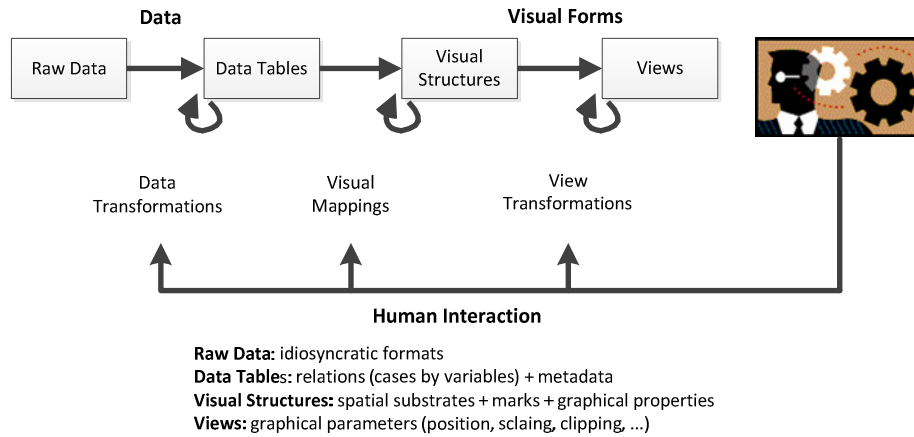 Data
Visual Forms
Raw Data
Data Tables
Visual
Structures
Views
Data
Transformations
Visual
Mappings
View
Transformations
Human Interaction
Raw Data: idiosyncratic formats
Data Tables: relations (cases by variables) + metadata
Visual Structures: spatial substrates + marks + graphical properties
Views: graphical parameters (position, sclaing, clipping, ...)